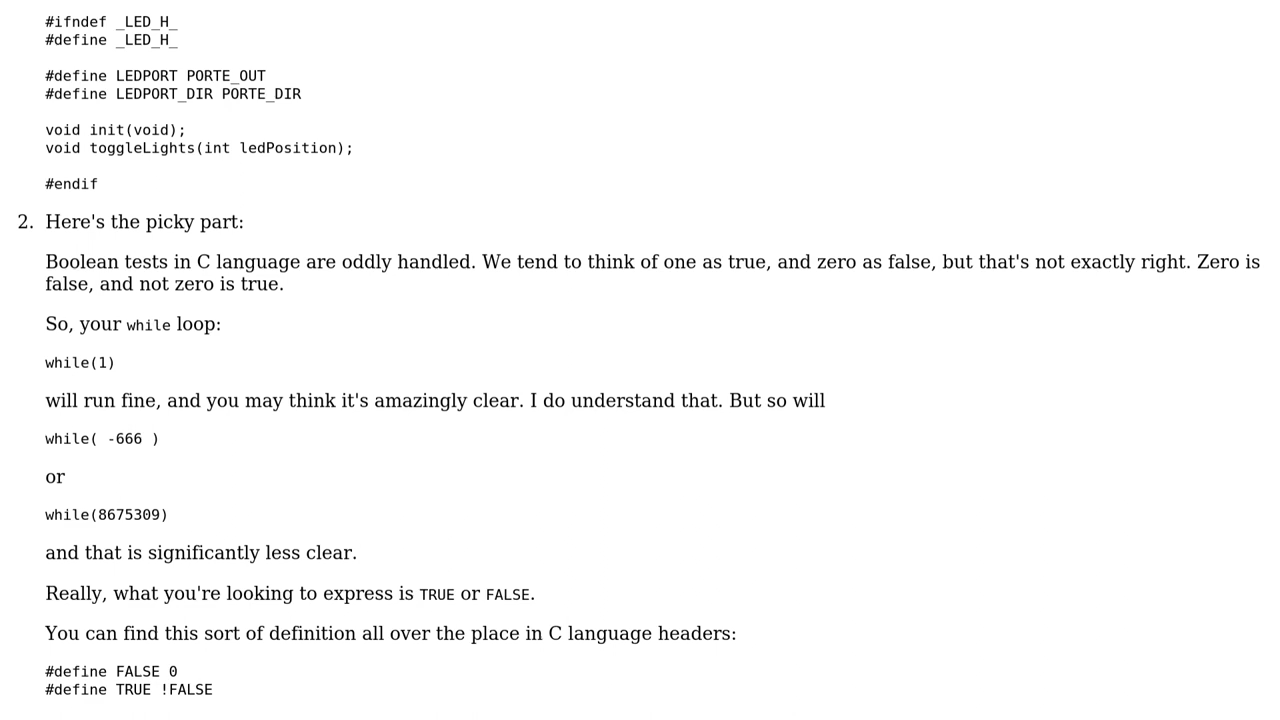 #ifndef _LED_H_
#define _LED_H_
#define LEDPORT PORTE_OUT
#define LEDPORT_DIR PORTE_DIR
void init(void);
void toggleLights(int ledPosition);
#endif
2. Here's the picky part:
Boolean tests in C language are oddly handled. We tend to think of one as true, and zero as false, but that's not exactly right. Zero is
false, and not zero is true.
So, your while loop:
while(1)
will run fine, and you may think it's amazingly clear. I do understand that. But so will
while( -666 )
or
while(8675309)
and that is significantly less clear.
Really, what you're looking to express is TRUE or FALSE.
You can find this sort of definition all over the place in C language headers:
#define FALSE 0
#define TRUE !FALSE